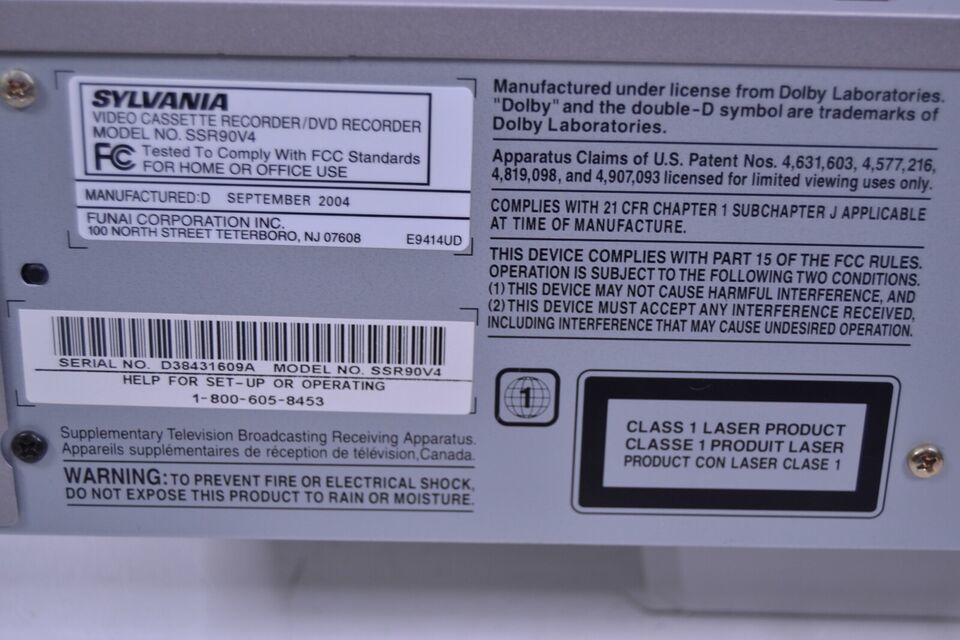 SYLVANIA
VIDEO CASSETTE RECORDER/DVD RECORDER
MODEL NO. SSR90V4
FC Tested To Comply With FCC Standards
FOR HOME OR OFFICE USE
MANUFACTURED:D SEPTEMBER 2004
FUNAI CORPORATION INC.
100 NORTH STREET TETERBORO, NJ 07608 E9414UD
SERIAL NO. D38431609A MODEL NO. SSR90V4
HELP FOR SET-UP OR OPERATING
1-800-605-8453
Supplementary Television Broadcasting Receiving Apparatus.
Appareils supplémentaires de réception de télévision,Canada.
WARNING: TO PREVENT FIRE OR ELECTRICAL SHOCK,
DO NOT EXPOSE THIS PRODUCT TO RAIN OR MOISTURE.
Manufactured under license from Dolby Laboratories.
"Dolby" and the double-D symbol are trademarks of
Dolby Laboratories.
Apparatus Claims of U.S. Patent Nos. 4,631,603, 4,577,216,
4,819,098, and 4,907,093 licensed for limited viewing uses only.
COMPLIES WITH 21 CFR CHAPTER 1 SUBCHAPTER J APPLICABLE
AT TIME OF MANUFACTURE.
THIS DEVICE COMPLIES WITH PART 15 OF THE FCC RULES.
OPERATION IS SUBJECT TO THE FOLLOWING TWO CONDITIONS.
(1) THIS DEVICE MAY NOT CAUSE HARMFUL INTERFERENCE, AND
(2) THIS DEVICE MUST ACCEPT ANY INTERFERENCE RECEIVED,
INCLUDING INTERFERENCE THAT MAY CAUSE UNDESIRED OPERATION.
1
CLASS 1 LASER PRODUCT
CLASSE 1 PRODUIT LASER
PRODUCT CON LASER CLASE 1